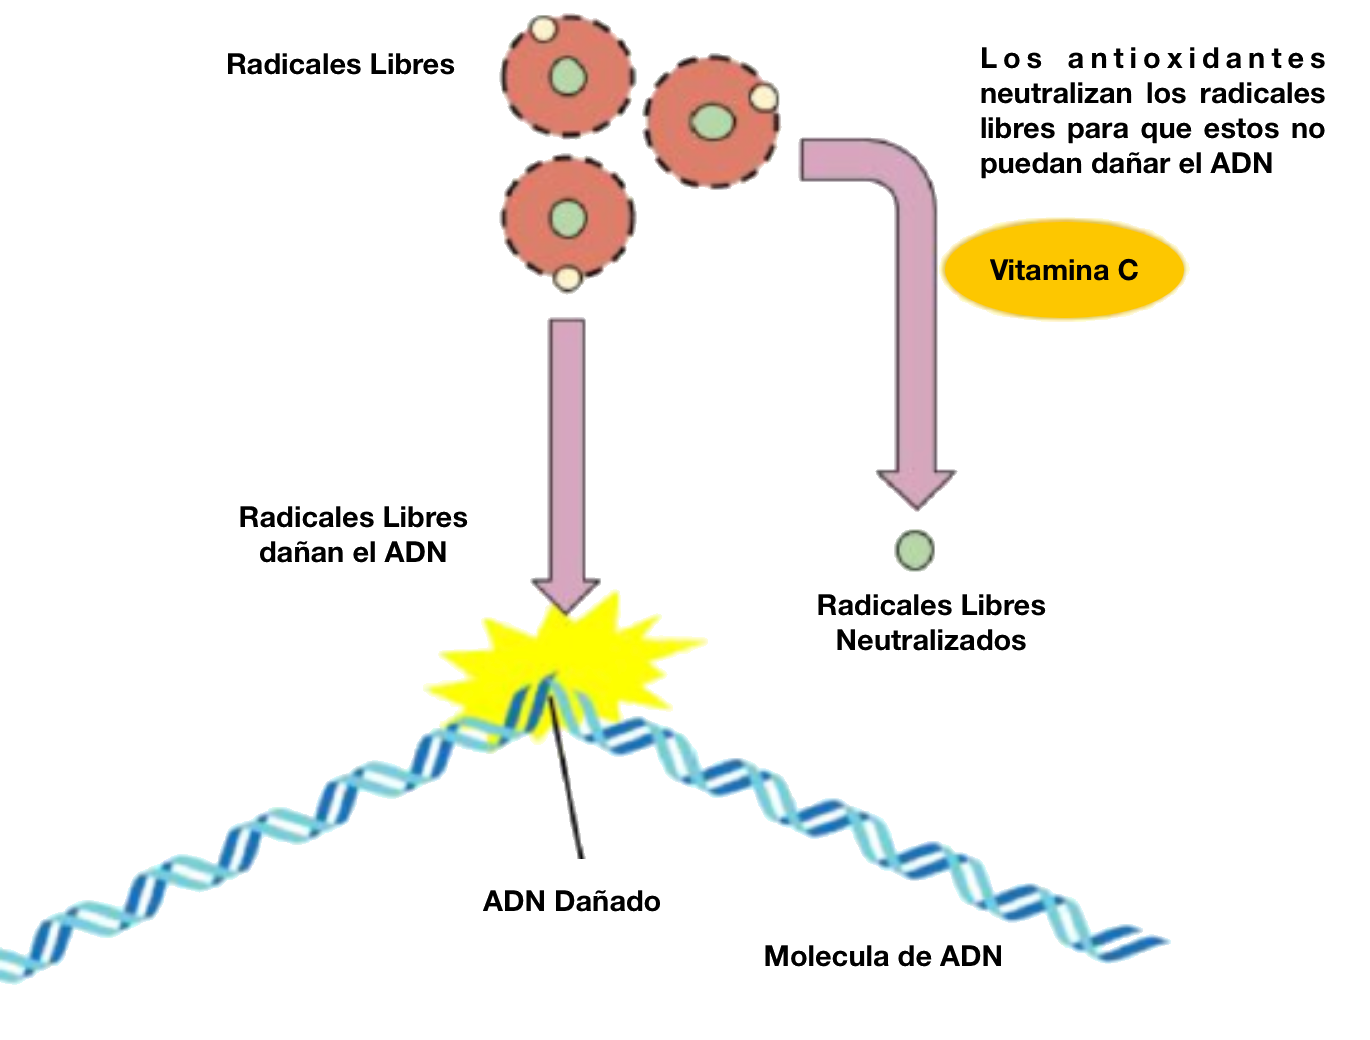 Radicales Libres
Los antioxidantes
neutralizan los radicales
libres para que estos no
puedan dañar el ADN
Vitamina C
Radicales Libres
dañan el ADN
Radicales Libres
Neutralizados
ADN Dañado
Molecula de ADN